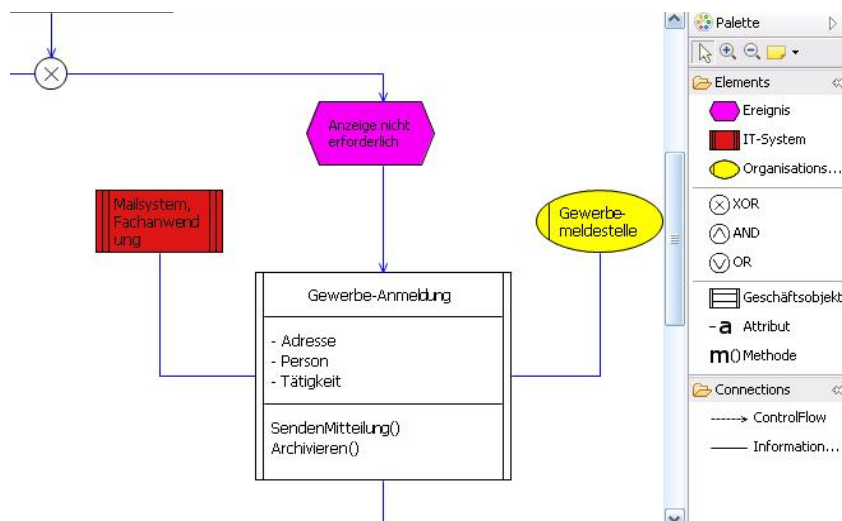 Anzeige nicht
erforderlich
Mailsystem,
Fachanwend
ung
Gewerbe-
meldestelle
Gewerbe-Anmeldung
- Adresse
- Person
- Tätigkeit
SendenMitteilung()
Archivieren()
Palette
Elements
Ereignis
IT-System
Organisations...
XOR
AND
OR
Geschäftsobjekt
-a Attribut
m() Methode
Connections
ControlFlow
Information...